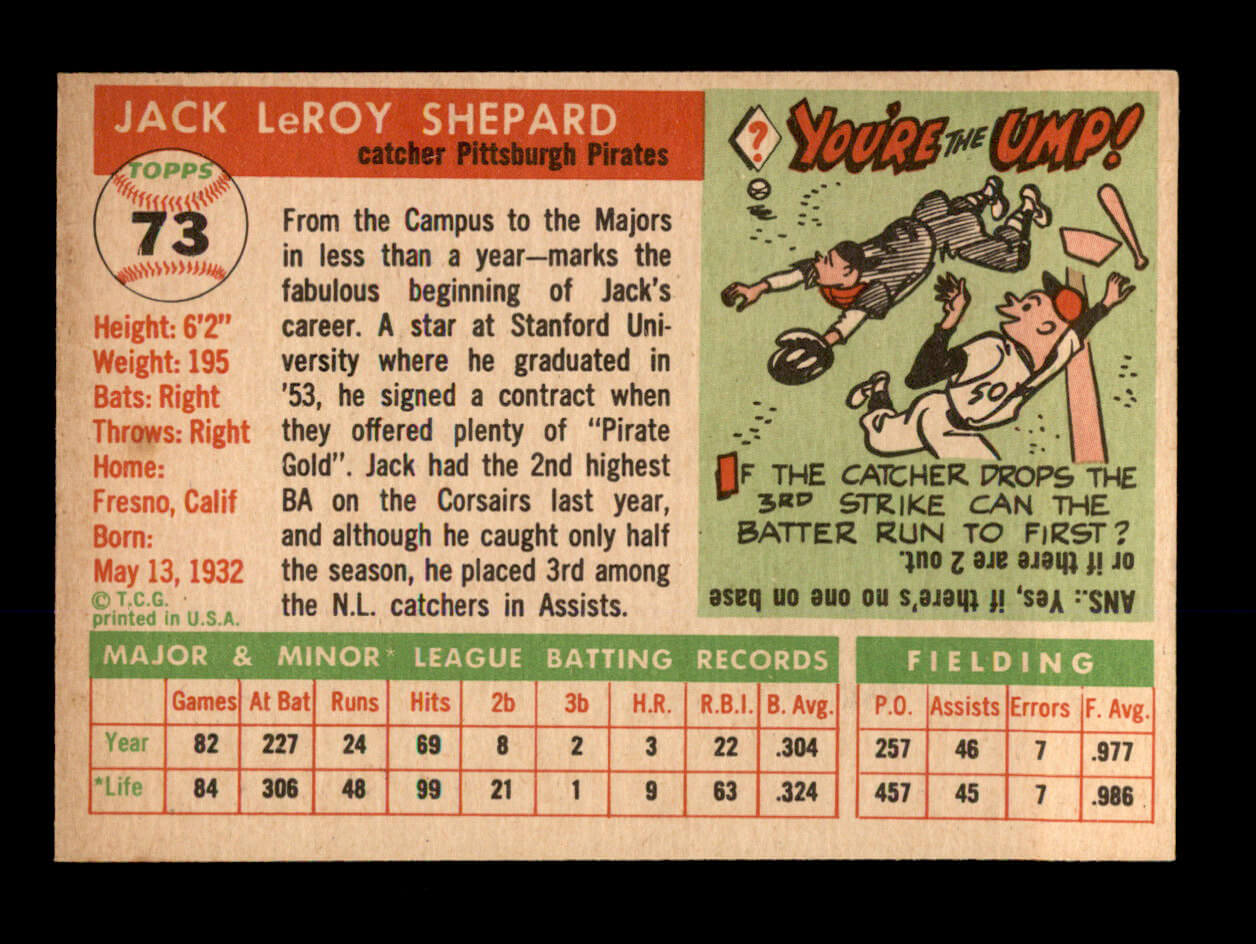 JACK LeROY SHEPARD
catcher Pittsburgh Pirates
TOPPS
73
Height: 6'2"
Weight: 195
Bats: Right
Throws: Right
Home:
Fresno, Calif
Born:
May 13, 1932
© T.C.G.
printed in U.S.A.
From the Campus to the Majors
in less than a year—marks the
fabulous beginning of Jack's
career. A star at Stanford Uni-
versity where he graduated in
'53, he signed a contract when
they offered plenty of "Pirate
Gold". Jack had the 2nd highest
BA on the Corsairs last year,
and although he caught only half
the season, he placed 3rd among
the N.L. catchers in Assists.
?
YOU'RE THE UMP!
50
IF THE CATCHER DROPS THE
3RD STRIKE CAN THE
BATTER RUN TO FIRST?
ANS.: Yes, if there's no one on base
or if there are 2 out.
MAJOR & MINOR* LEAGUE BATTING RECORDS
Games At Bat Runs Hits 2b 3b H.R. R.B.I. B. Avg.
Year 82 227 24 69 8 2 3 22 .304
*Life 84 306 48 99 21 1 9 63 .324
FIELDING
P.O. Assists Errors F. Avg.
257 46 7 .977
457 45 7 .986